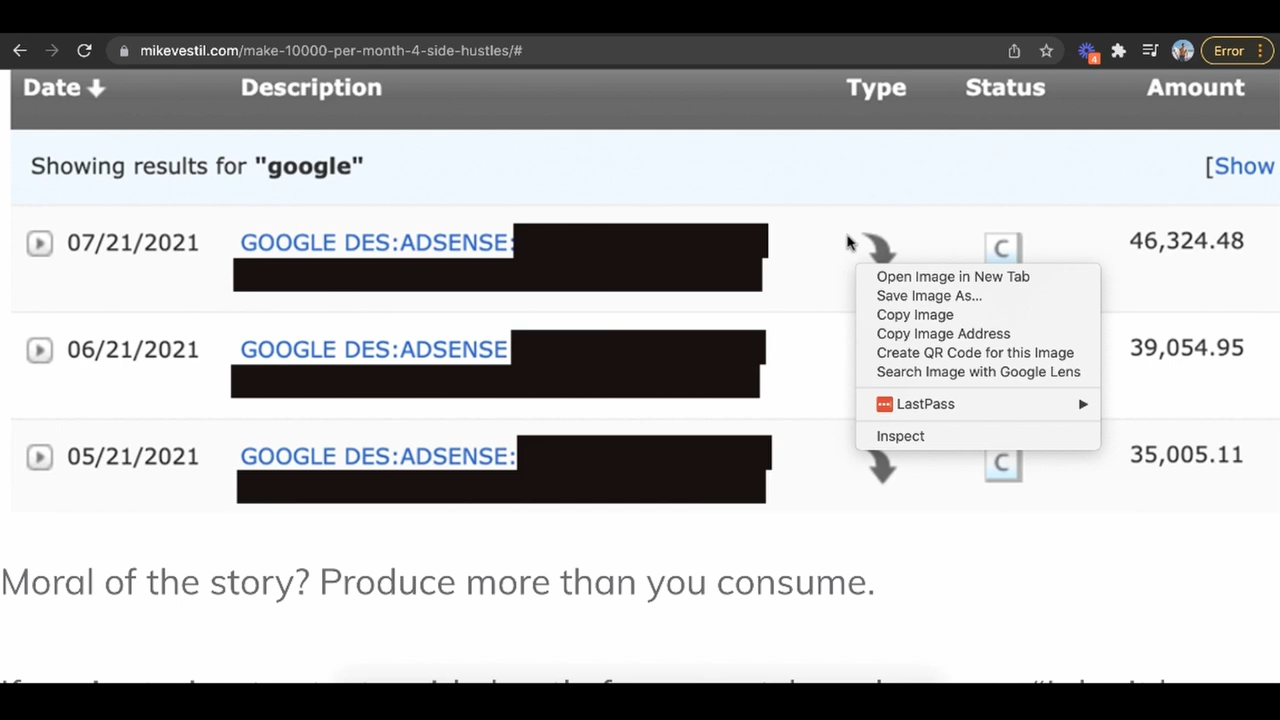 mikevestil.com/make-10000-per-month-4-side-hustles/#
4
Error
Date Description Type Status Amount
Showing results for "google" [Show
07/21/2021 GOOGLE DES:ADSENSE: C 46,324.48
Open Image in New Tab
Save Image As...
Copy Image
Copy Image Address
Create QR Code for this Image
Search Image with Google Lens
LastPass
Inspect
06/21/2021 GOOGLE DES:ADSENSE 39,054.95
05/21/2021 GOOGLE DES:ADSENSE: C 35,005.11
Moral of the story? Produce more than you consume.